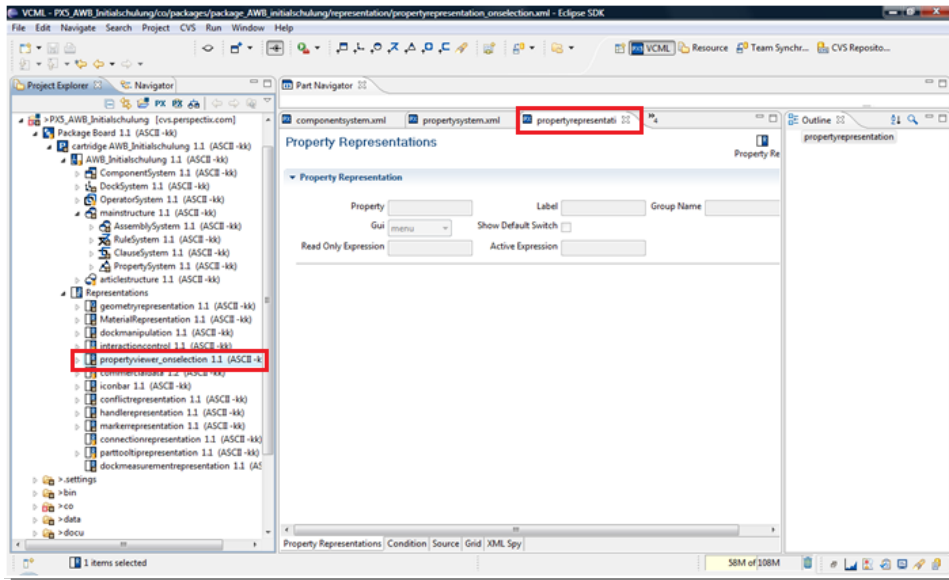 VCML - PX5_AWB_Initialschulung/co/packages/package_AWB_initialschulung/representation/propertyrepresentation_onselection.xml - Eclipse SDK
File Edit Navigate Search Project CVS Run Window Help
VCML Resource Team Synchr... CVS Reposito...
Project Explorer Navigator
Part Navigator
>PX5_AWB_Initialschulung [cvs.perspectix.com]
Package Board 1.1 (ASCII -kk)
cartridge AWB_Initialschulung 1.1 (ASCII -kk)
AWB_Initialschulung 1.1 (ASCII -kk)
ComponentSystem 1.1 (ASCII -kk)
DockSystem 1.1 (ASCII -kk)
OperatorSystem 1.1 (ASCII -kk)
mainstructure 1.1 (ASCII -kk)
AssemblySystem 1.1 (ASCII -kk)
RuleSystem 1.1 (ASCII -kk)
ClauseSystem 1.1 (ASCII -kk)
PropertySystem 1.1 (ASCII -kk)
articlestructure 1.1 (ASCII -kk)
Representations
geometryrepresentation 1.1 (ASCII -kk)
MaterialRepresentation 1.1 (ASCII -kk)
dockmanipulation 1.1 (ASCII -kk)
interactioncontrol 1.1 (ASCII -kk)
propertyviewer_onselection 1.1 (ASCII -k
commercialdata 1.2 (ASCII -kk)
iconbar 1.1 (ASCII -kk)
conflictrepresentation 1.1 (ASCII -kk)
handlerepresentation 1.1 (ASCII -kk)
markerrepresentation 1.1 (ASCII -kk)
connectionrepresentation 1.1 (ASCII -kk)
parttooltiprepresentation 1.1 (ASCII -kk)
dockmeasurementrepresentation 1.1 (AS
>.settings
>bin
>co
>data
>docu
componentsystem.xml propertysystem.xml propertyrepresentati 4
Property Representations
Property Re
Property Representation
Property Label Group Name
Gui menu Show Default Switch
Read Only Expression Active Expression
Property Representations Condition Source Grid XML Spy
Outline
propertyrepresentation
1 items selected
58M of 108M